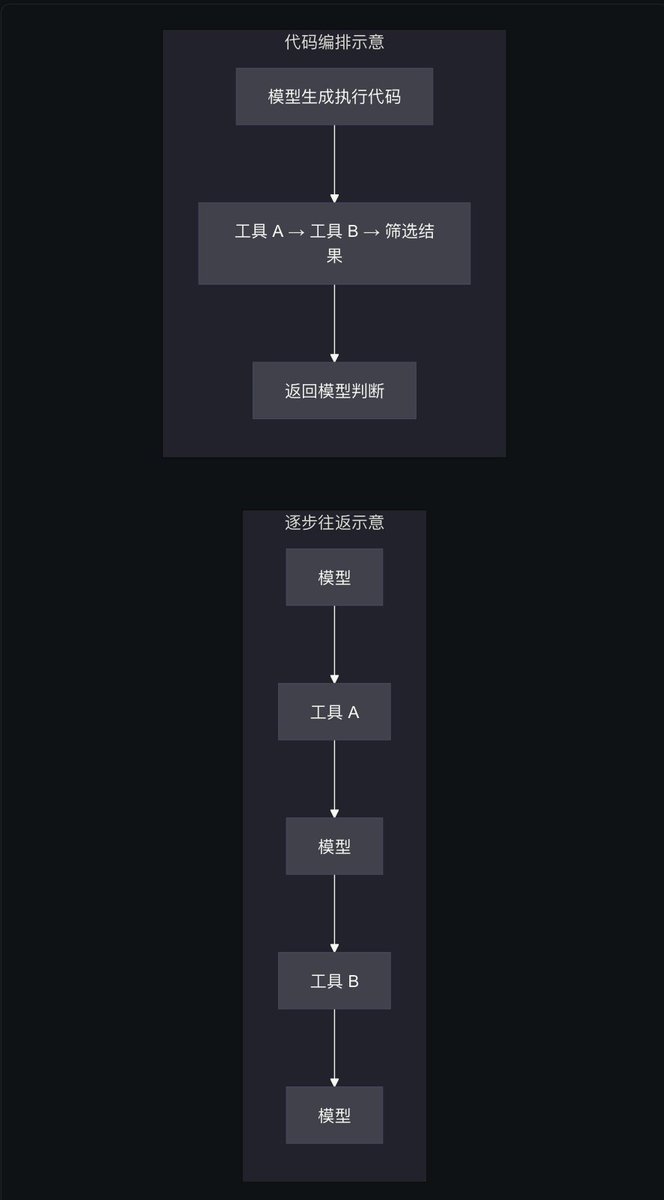 代码编排示意
模型生成执行代码
工具 A → 工具 B → 筛选结
果
返回模型判断
逐步往返示意
模型
工具 A
模型
工具 B
模型